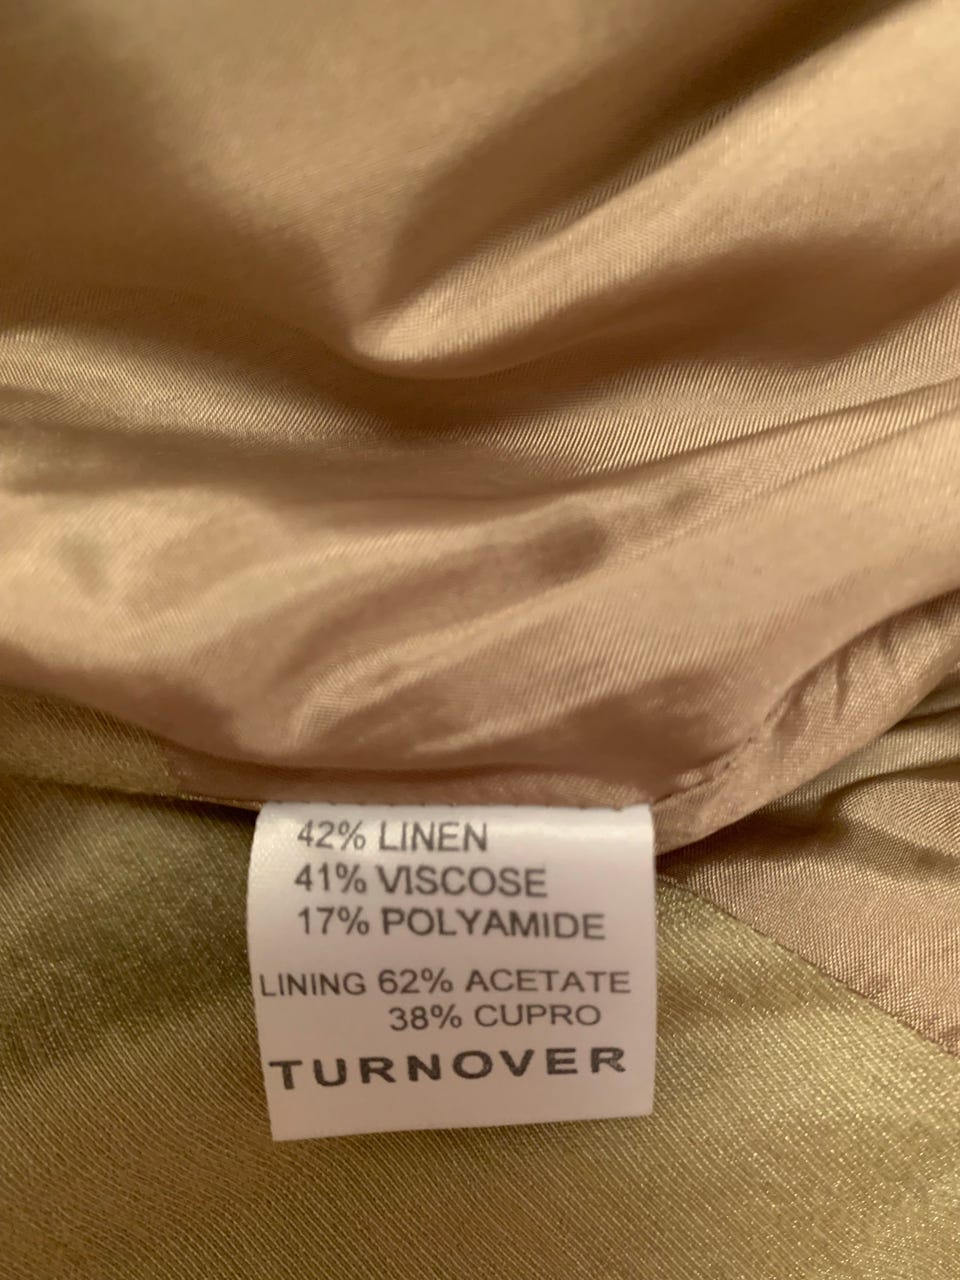 42% LINEN
41% VISCOSE
17% POLYAMIDE
LINING 62% ACETATE
38% CUPRO
TURNOVER